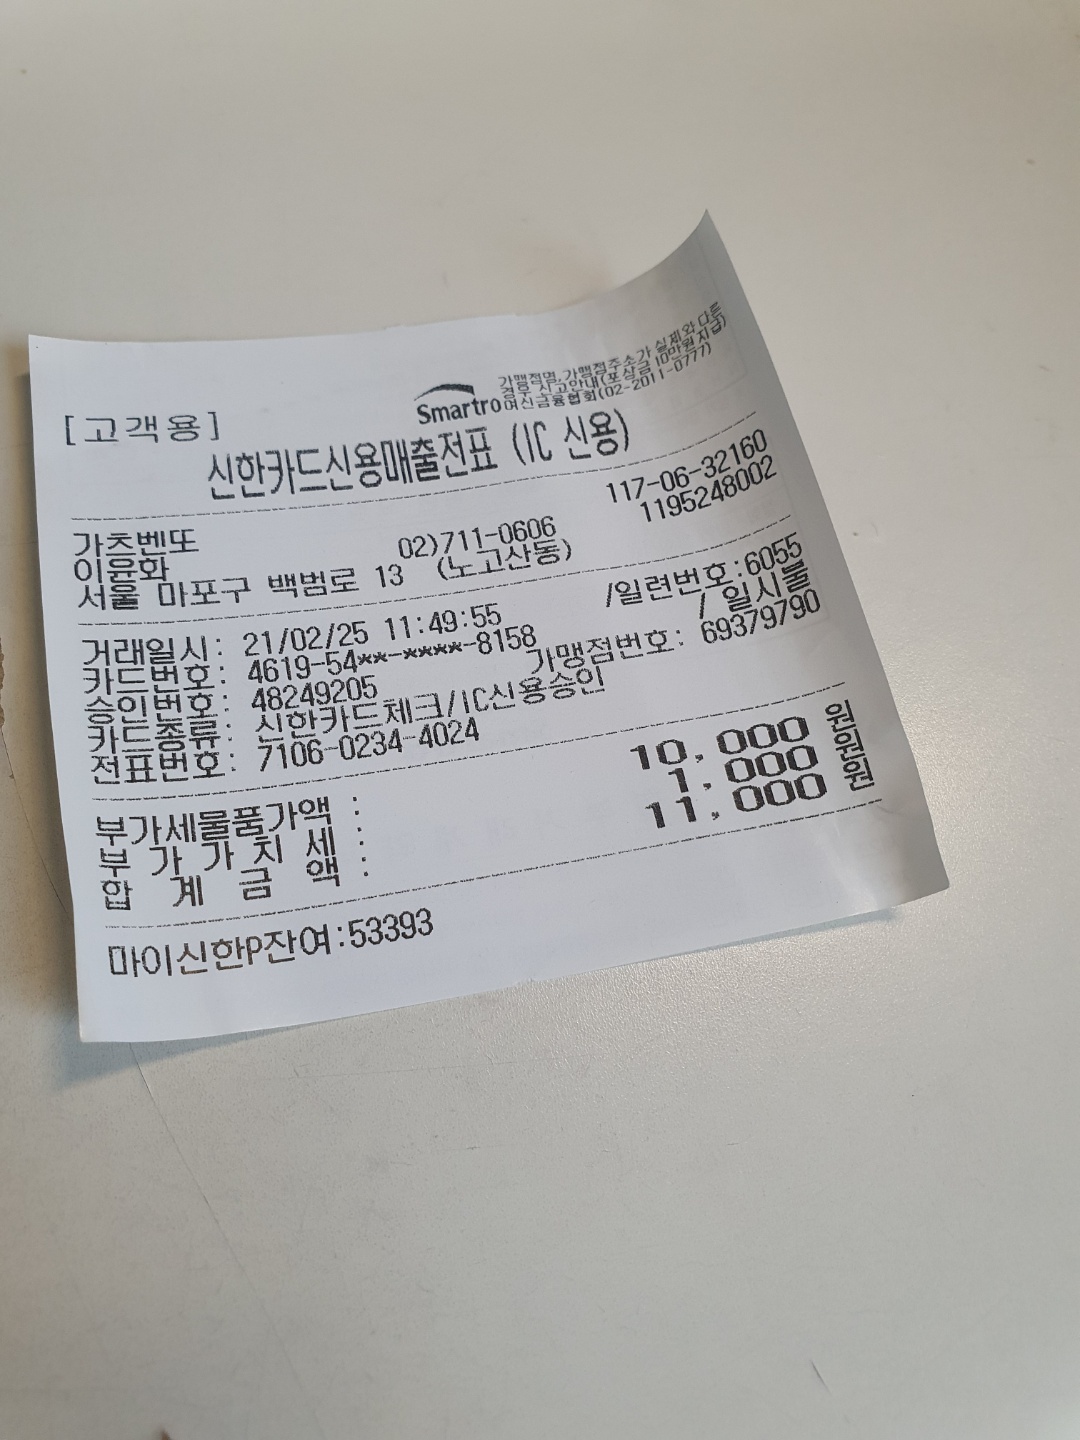 [고객용]
Smartro
가맹점명, 가맹점주소가 실제와 다른
경우 신고안내(포상금 10만원지급)
여신금융협회(02-2011-0777)
신한카드신용매출전표 (IC 신용)
가츠벤또 117-06-32160
이윤화 02)711-0606 1195248002
서울 마포구 백범로 13 (노고산동)
거래일시: 21/02/25 11:49:55 /일련번호:6055
카드번호: 4619-54**-****-8158 / 일시불
승인번호: 48249205 가맹점번호: 69379790
카드종류: 신한카드체크/IC신용승인
전표번호: 7106-0234-4024
부가세물품가액 : 10,000 원
부 가 가 치 세 : 1,000 원
합 계 금 액 : 11,000 원
마이신한P잔여:53393